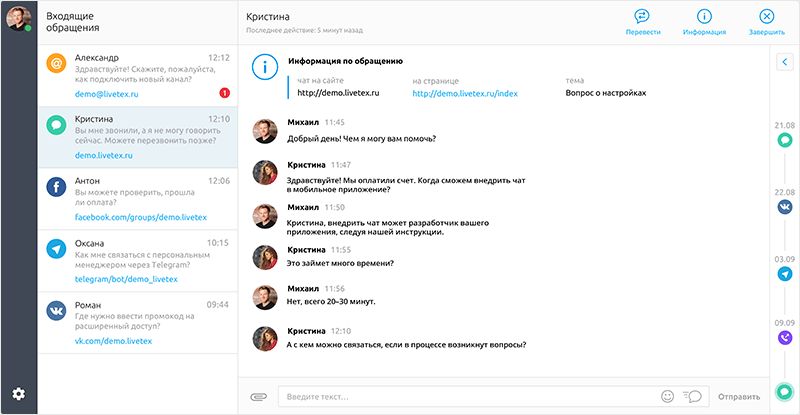 Входящие
обращения
Александр 12:12
Здравствуйте! Скажите, пожалуйста,
как подключить новый канал?
demo@livetex.ru 1
Кристина 12:10
Вы мне звонили, а я не могу говорить
сейчас. Можете перезвонить позже?
demo.livetex.ru
Антон 12:06
Вы можете проверить, прошла
ли оплата?
facebook.com/groups/demo.livetex
Оксана 10:15
Как мне связаться с персональным
менеджером через Telegram?
telegram/bot/demo_livetex
Роман 09:44
Где нужно ввести промокод на
расширенный доступ?
vk.com/demo.livetex
Кристина
Последнее действие: 5 минут назад
Перевести Информация Завершить
Информация по обращению
чат на сайте на странице тема
http://demo.livetex.ru http://demo.livetex.ru/index Вопрос о настройках
Михаил 11:45
Добрый день! Чем я могу вам помочь?
Кристина 11:47
Здравствуйте! Мы оплатили счет. Когда сможем внедрить чат
в мобильное приложение?
Михаил 11:50
Кристина, внедрить чат может разработчик вашего
приложения, следуя нашей инструкции.
Кристина 11:55
Это займет много времени?
Михаил 11:56
Нет, всего 20–30 минут.
Кристина 12:10
А с кем можно связаться, если в процессе возникнут вопросы?
Введите текст... Отправить
21.08
22.08
03.09
09.09